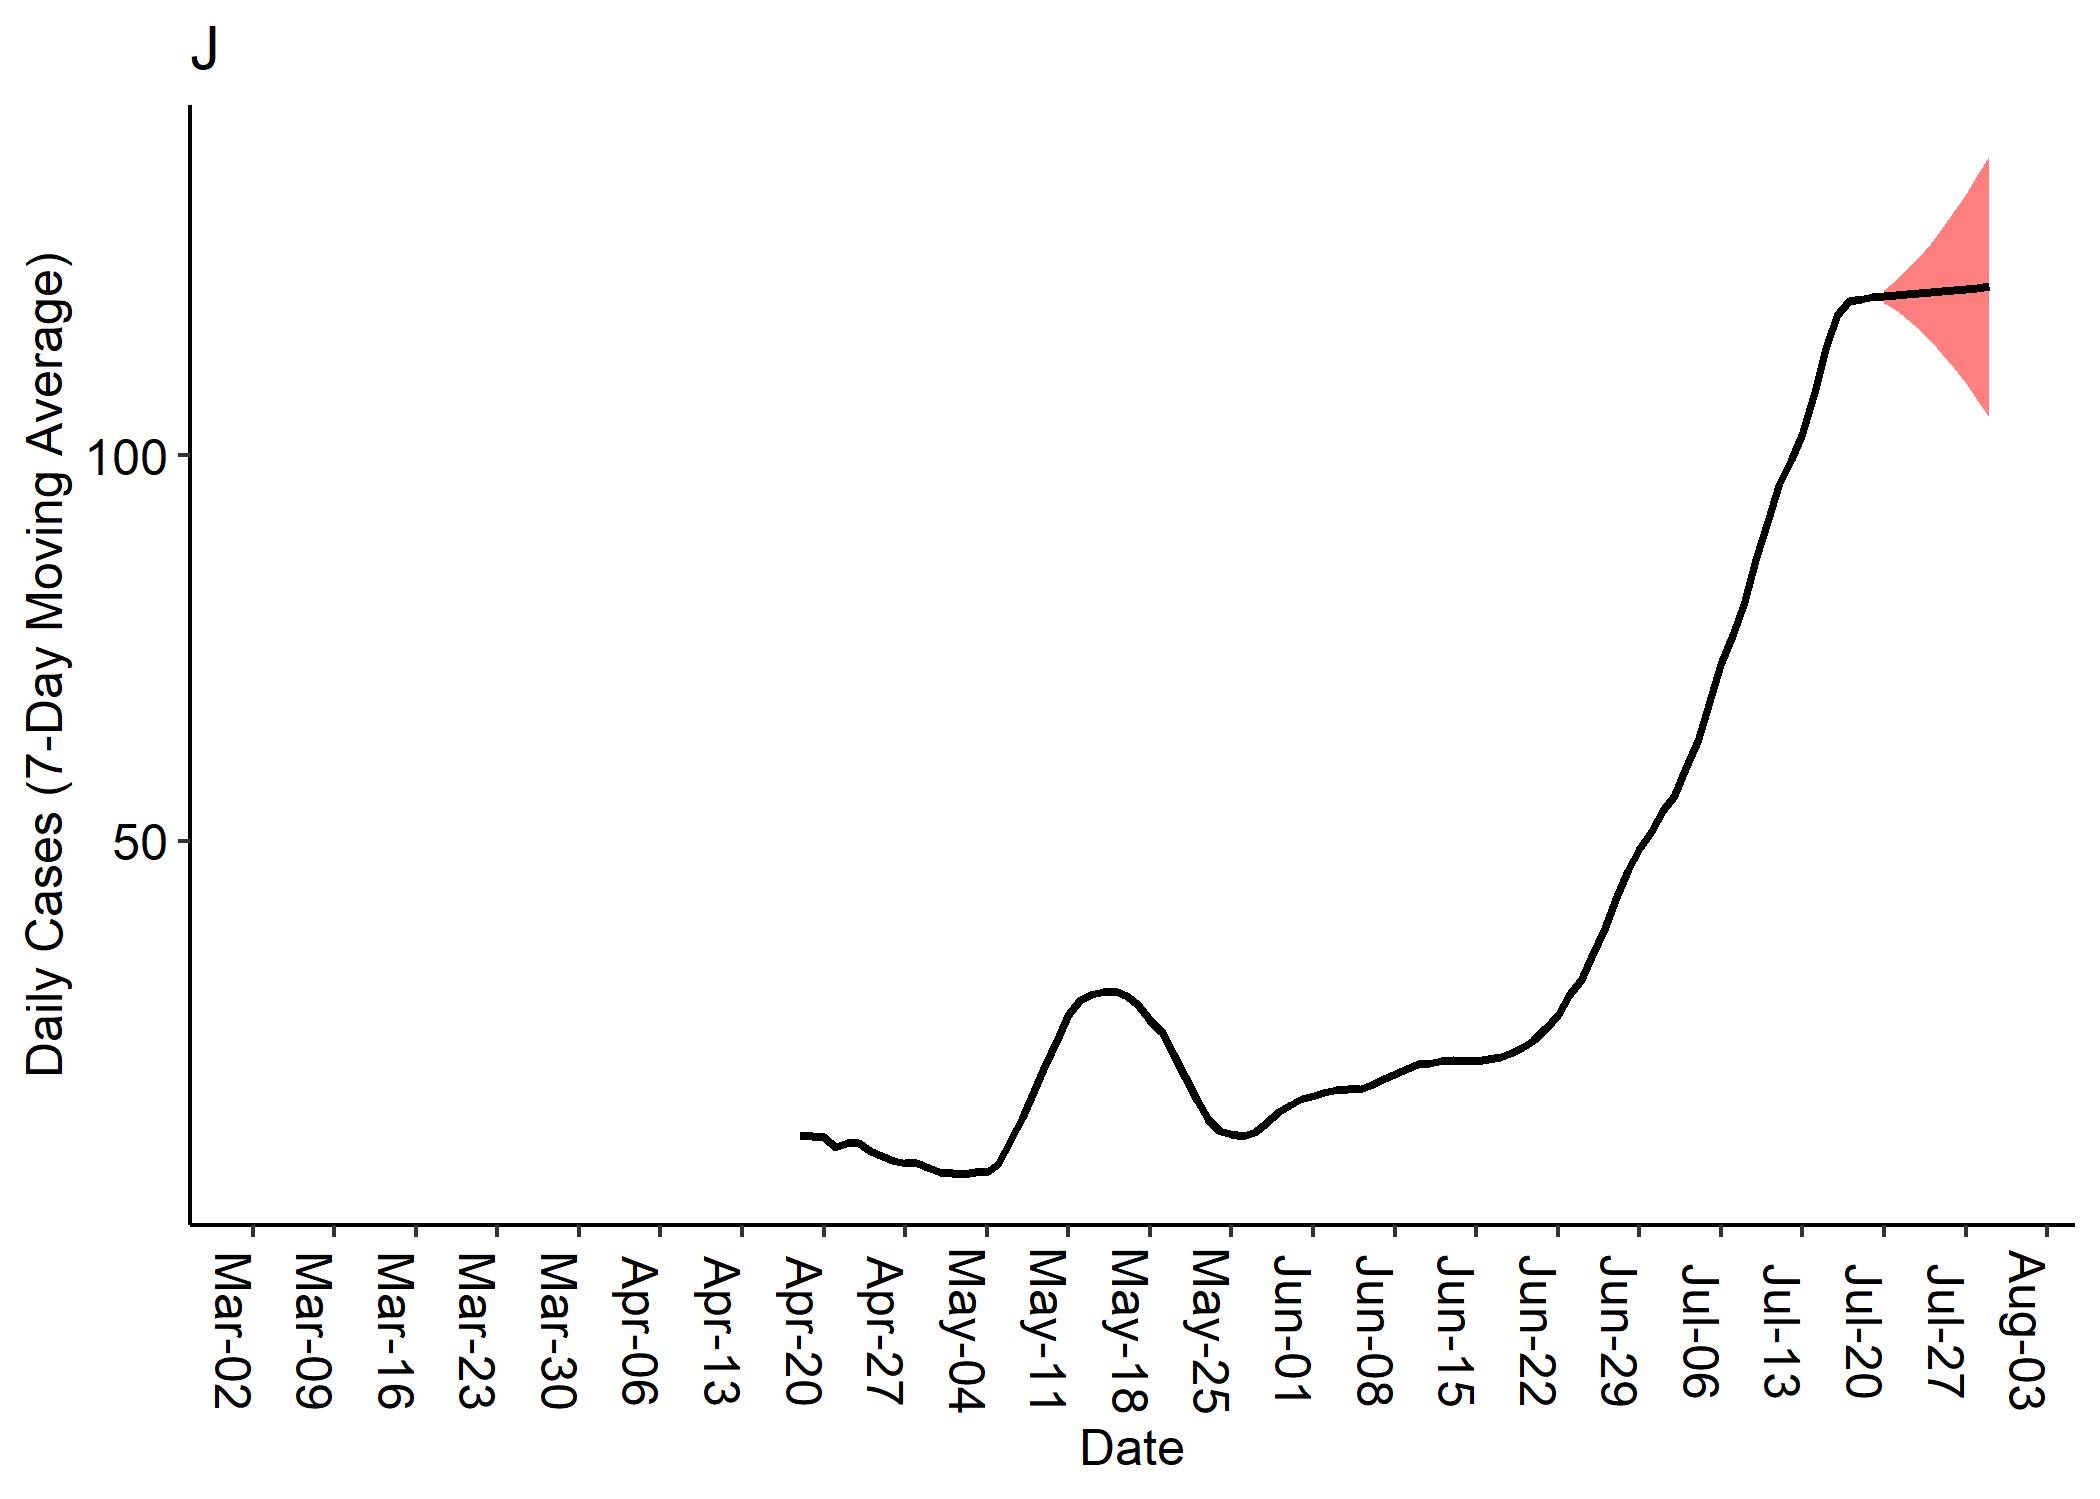 J
Daily Cases (7-Day Moving Average)
100
50
Mar-02
Mar-09
Mar-16
Mar-23
Mar-30
Apr-06
Apr-13
Apr-20
Apr-27
May-04
May-11
May-18
May-25
Jun-01
Jun-08
Jun-15
Jun-22
Jun-29
Jul-06
Jul-13
Jul-20
Jul-27
Aug-03
Date